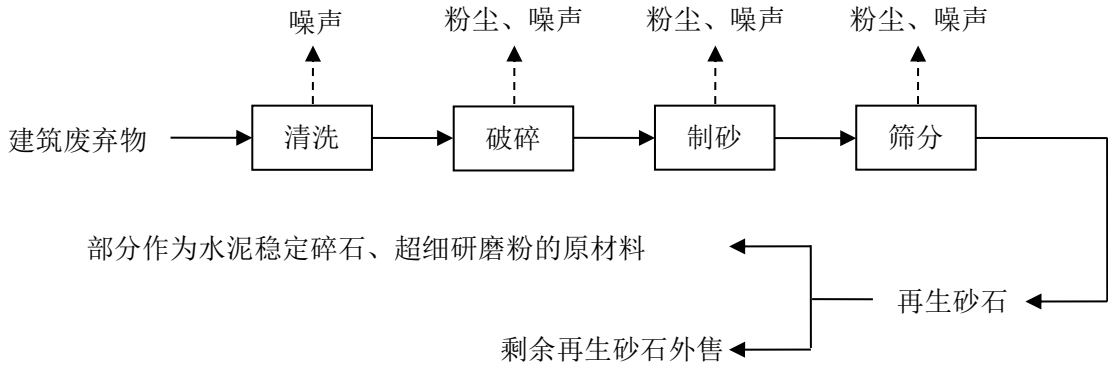 噪声 粉尘、噪声 粉尘、噪声 粉尘、噪声
建筑废弃物 清洗 破碎 制砂 筛分
部分作为水泥稳定碎石、超细研磨粉的原材料
再生砂石
剩余再生砂石外售